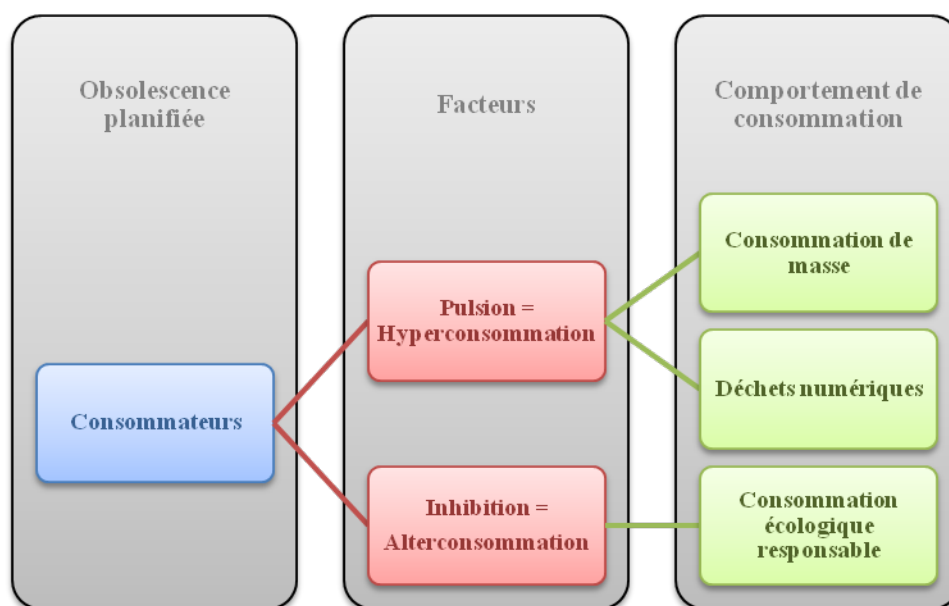 Obsolescence
planifiée
Facteurs
Comportement de
consommation
Consommateurs
Pulsion =
Hyperconsommation
Inhibition =
Alterconsommation
Consommation de
masse
Déchets numériques
Consommation
écologique
responsable